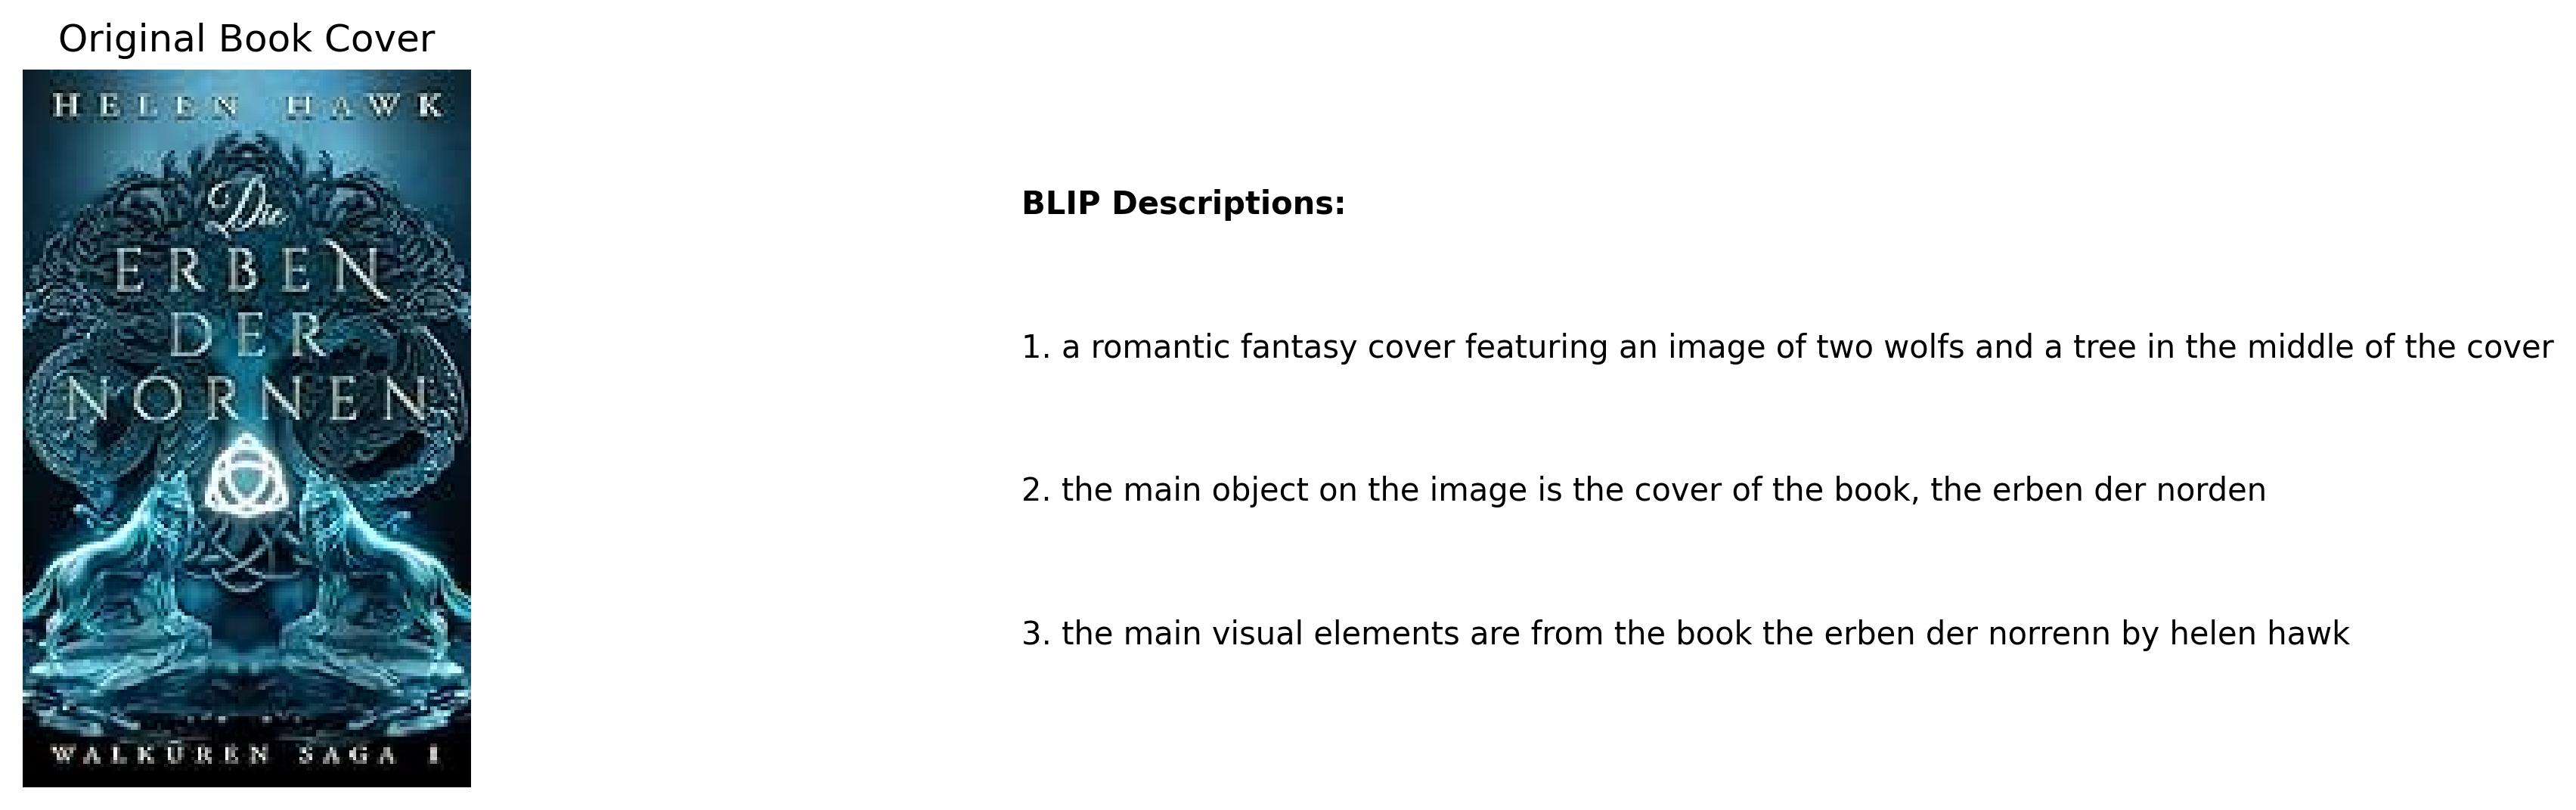 Original Book Cover
HELEN HAWK
Die
ERBEN
DER
NORNEN
WALKÜREN SAGA I
BLIP Descriptions:
1. a romantic fantasy cover featuring an image of two wolfs and a tree in the middle of the cover
2. the main object on the image is the cover of the book, the erben der norden
3. the main visual elements are from the book the erben der norrenn by helen hawk